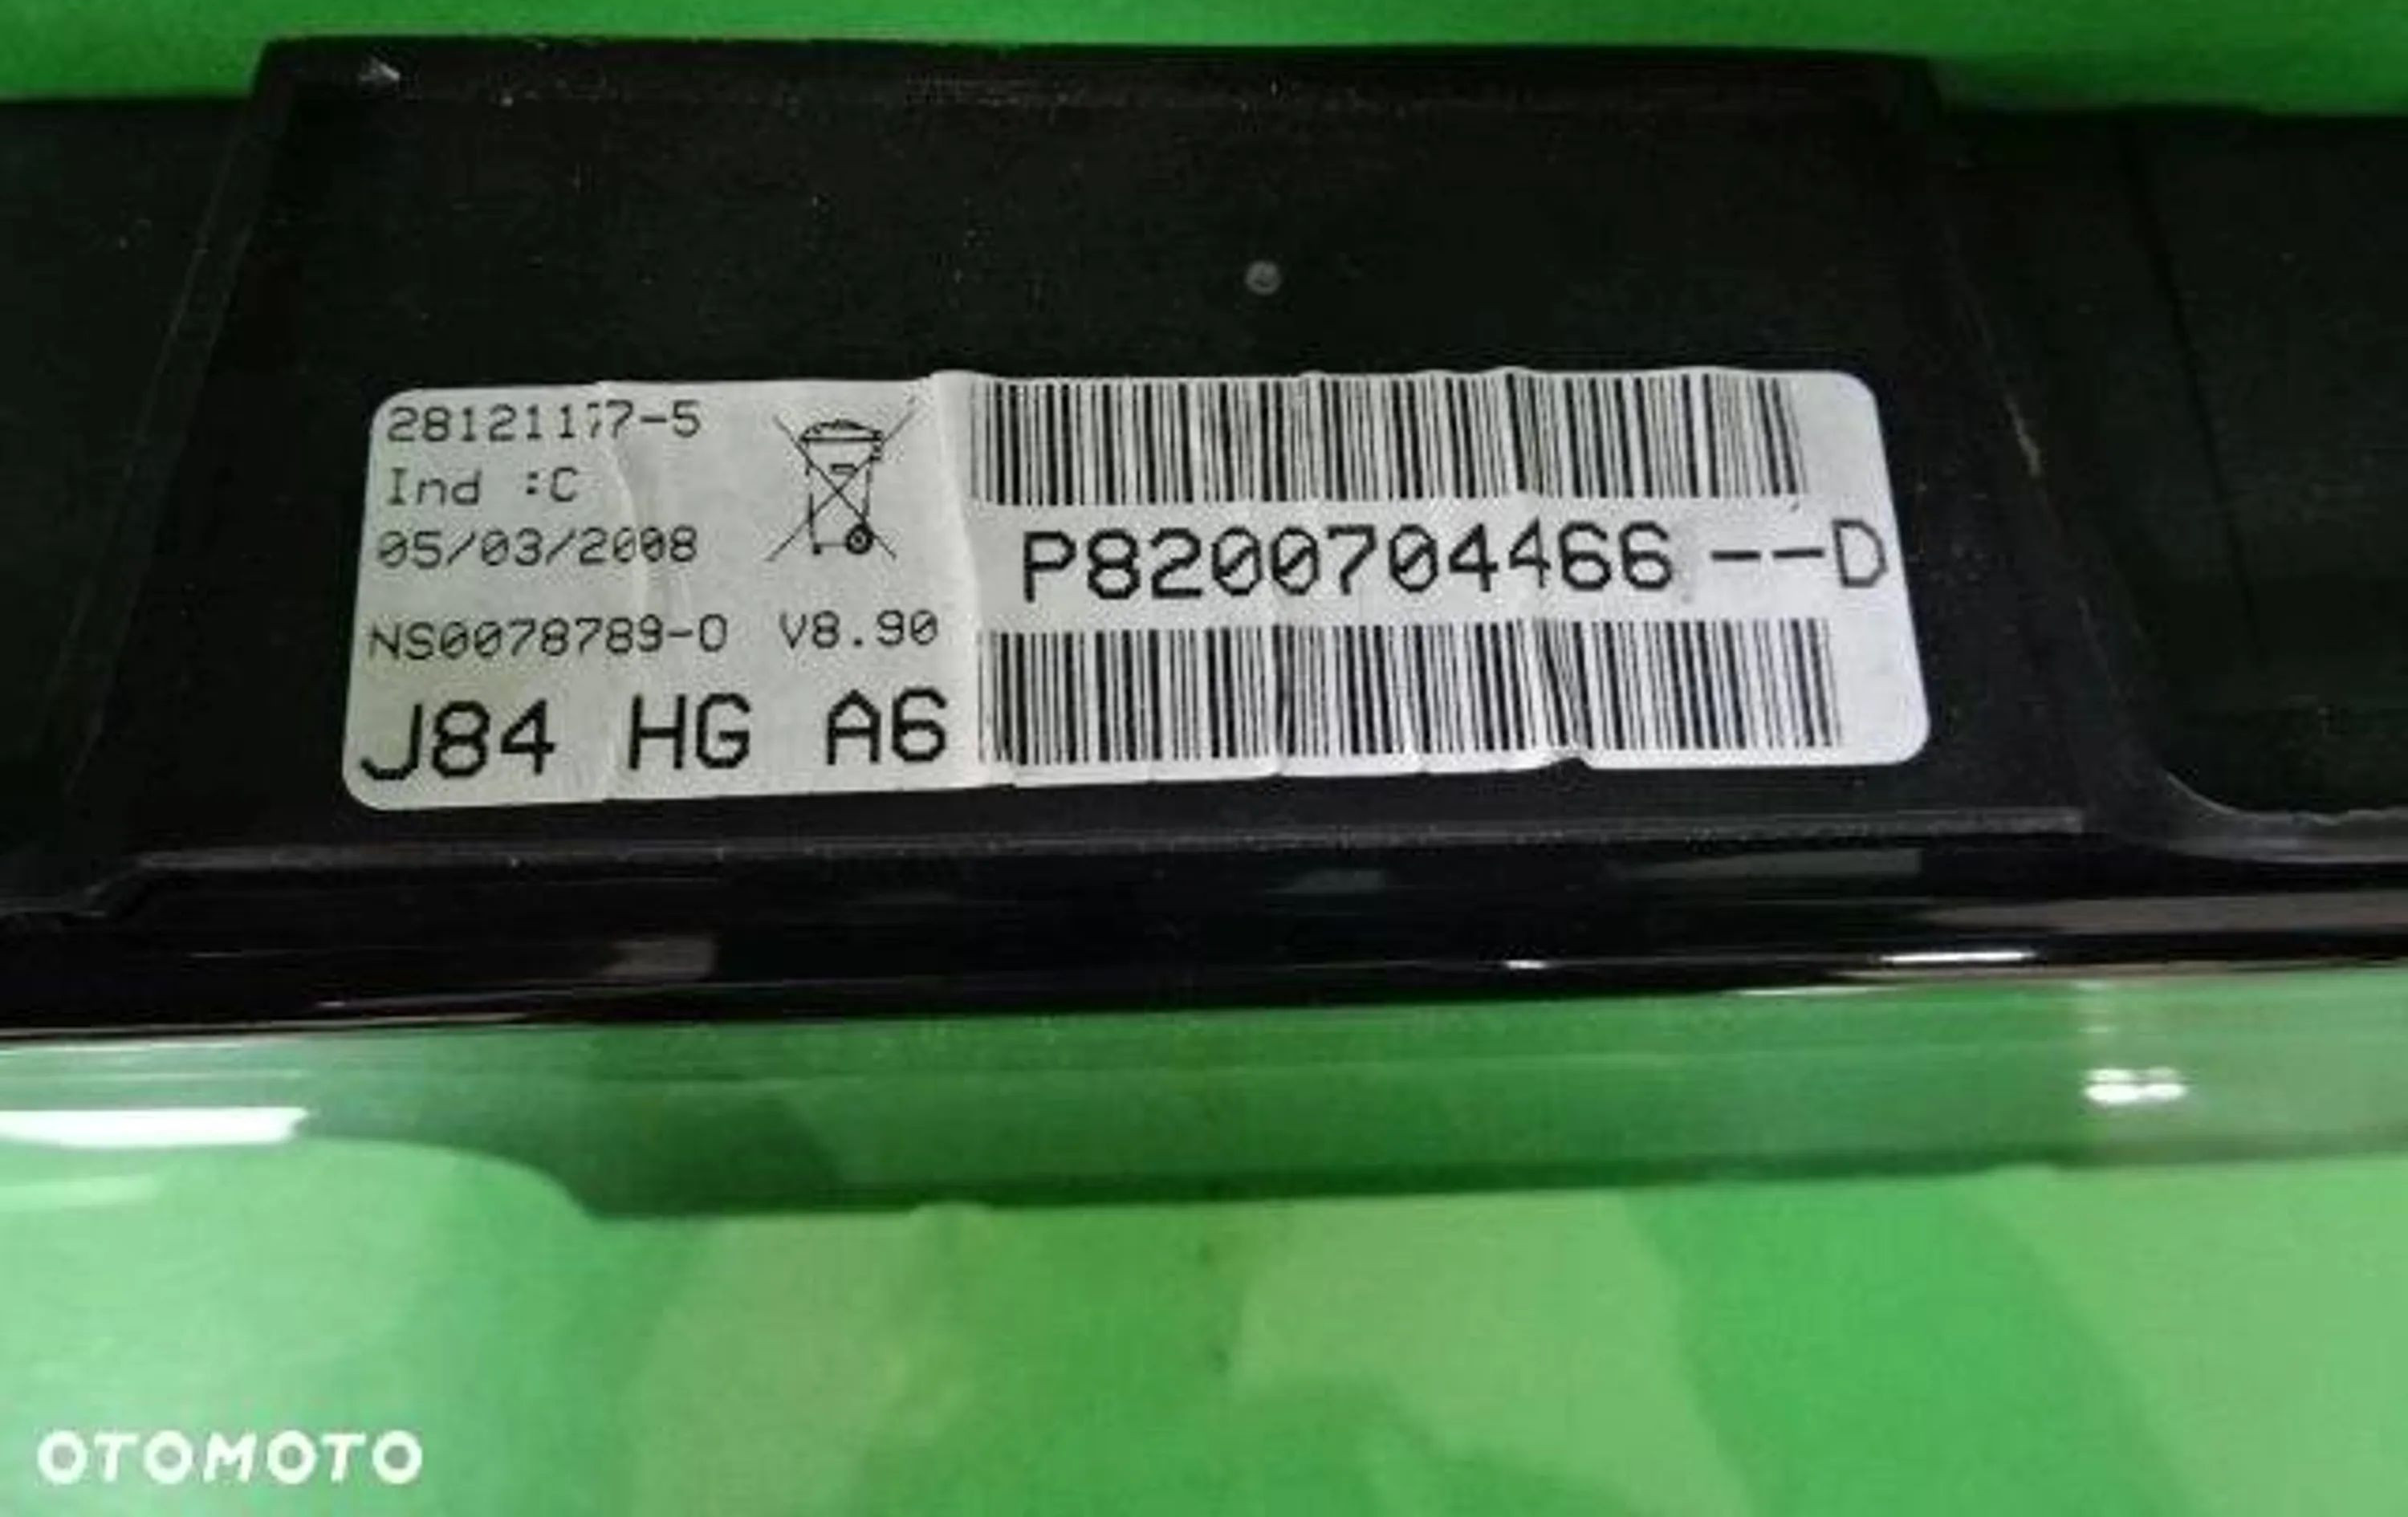 28121177-5
Ind :C
05/03/2008
NS0078789-0 V8.90
J84 HG A6
P8200704466 --D
OTOMOTO